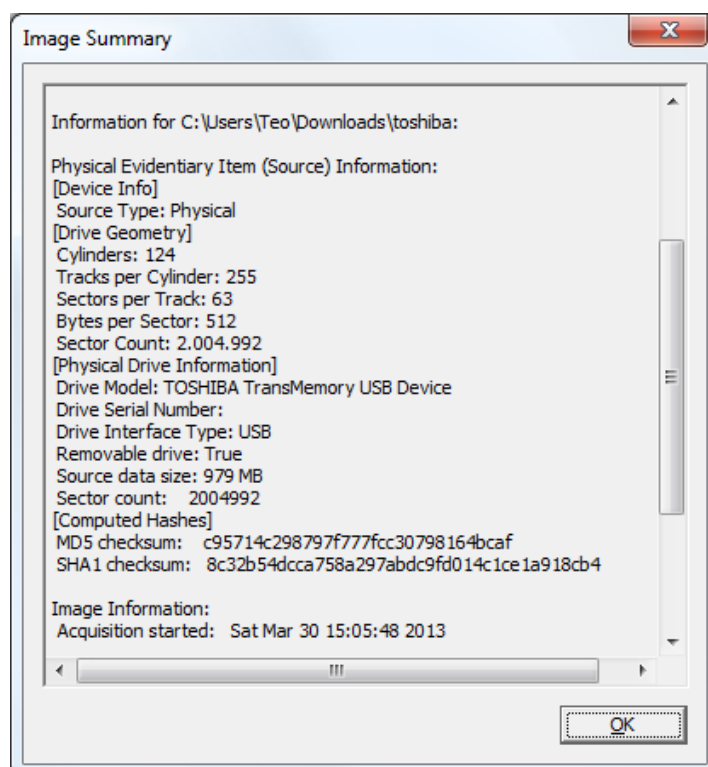 Image Summary
Information for C:\Users\Teo\Downloads\toshiba:
Physical Evidentiary Item (Source) Information:
[Device Info]
Source Type: Physical
[Drive Geometry]
Cylinders: 124
Tracks per Cylinder: 255
Sectors per Track: 63
Bytes per Sector: 512
Sector Count: 2.004.992
[Physical Drive Information]
Drive Model: TOSHIBA TransMemory USB Device
Drive Serial Number:
Drive Interface Type: USB
Removable drive: True
Source data size: 979 MB
Sector count:    2004992
[Computed Hashes]
MD5 checksum:    c95714c298797f777fcc30798164bcaf
SHA1 checksum:   8c32b54dcca758a297abdc9fd014c1ce1a918cb4
Image Information:
Acquisition started:   Sat Mar 30 15:05:48 2013
OK